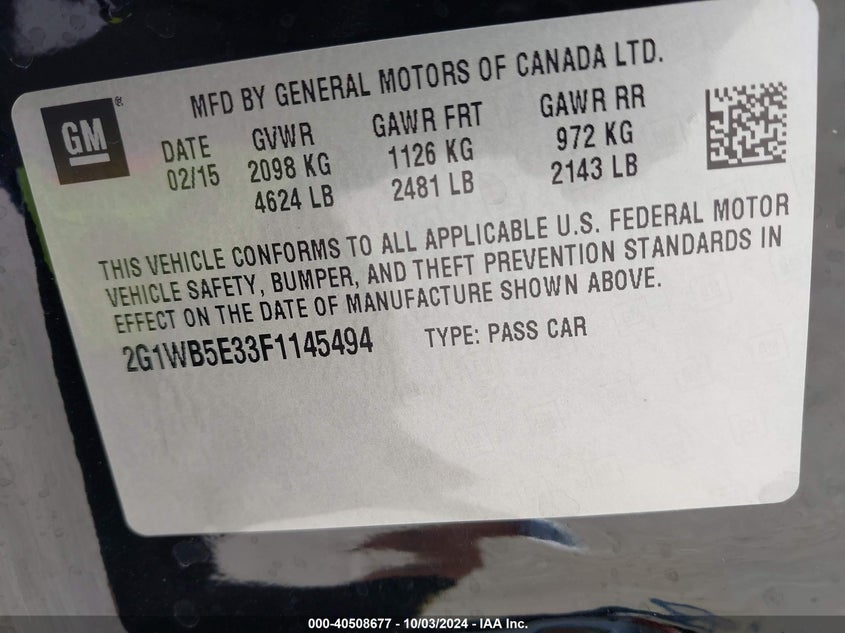 MFD BY GENERAL MOTORS OF CANADA LTD.
GM ®
DATE GVWR GAWR FRT GAWR RR
02/15 2098 KG 1126 KG 972 KG
4624 LB 2481 LB 2143 LB
THIS VEHICLE CONFORMS TO ALL APPLICABLE U.S. FEDERAL MOTOR
VEHICLE SAFETY, BUMPER, AND THEFT PREVENTION STANDARDS IN
EFFECT ON THE DATE OF MANUFACTURE SHOWN ABOVE.
2G1WB5E33F1145494 TYPE: PASS CAR
000-40508677 - 10/03/2024 - IAA Inc.